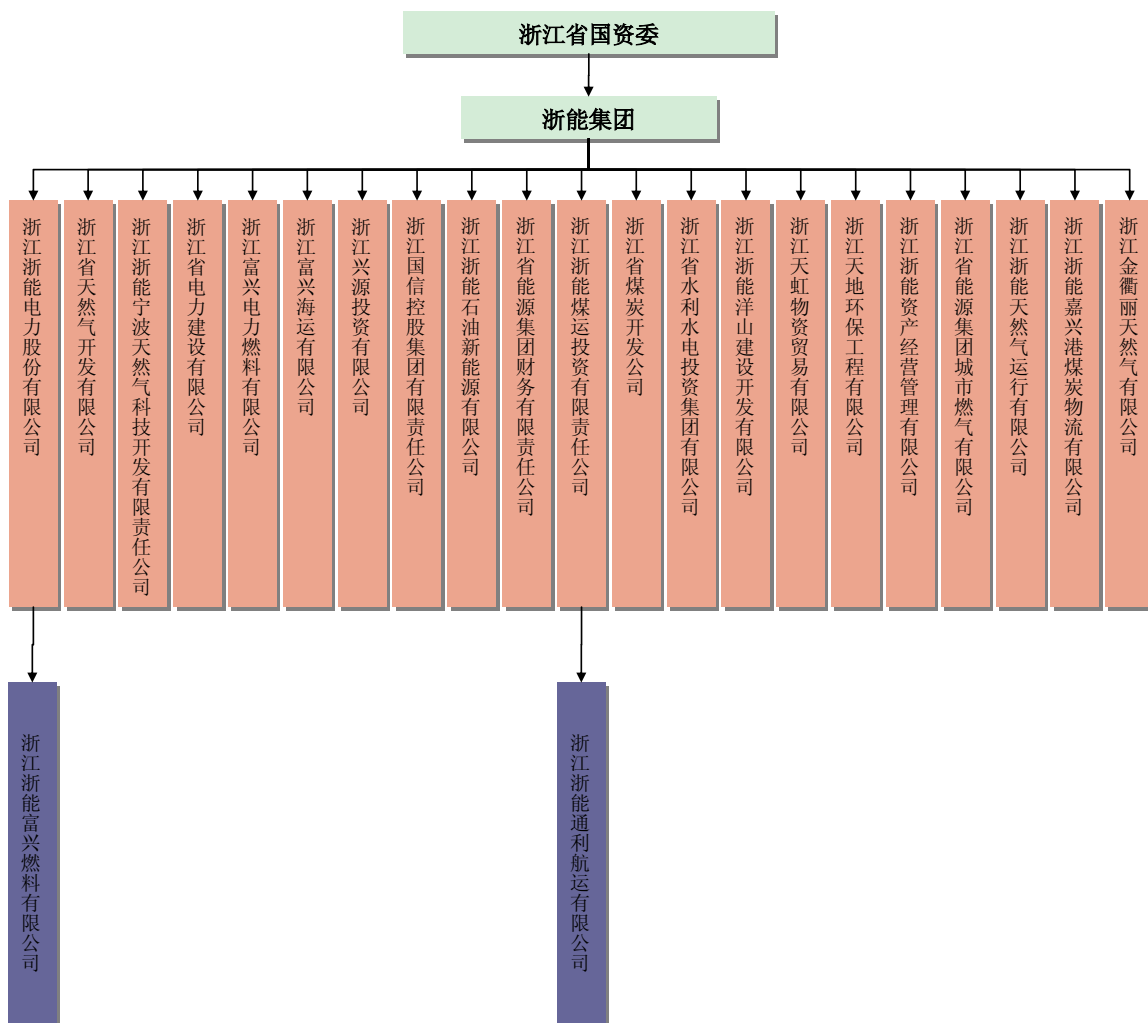 浙江省国资委
浙能集团
浙江浙能电力股份有限公司
浙江省天然气开发有限公司
浙江浙能宁波天然气科技开发有限责任公司
浙江省电力建设有限公司
浙江富兴电力燃料有限公司
浙江富兴海运有限公司
浙江兴源投资有限公司
浙江国信控股集团有限责任公司
浙江浙能石油新能源有限公司
浙江省能源集团财务有限责任公司
浙江浙能煤运投资有限责任公司
浙江省煤炭开发公司
浙江省水利水电投资集团有限公司
浙江浙能洋山建设开发有限公司
浙江天虹物资贸易有限公司
浙江天地环保工程有限公司
浙江浙能资产经营管理有限公司
浙江省能源集团城市燃气有限公司
浙江浙能天然气运行有限公司
浙江浙能嘉兴港煤炭物流有限公司
浙江金衢丽天然气有限公司
浙江浙能富兴燃料有限公司
浙江浙能通利航运有限公司